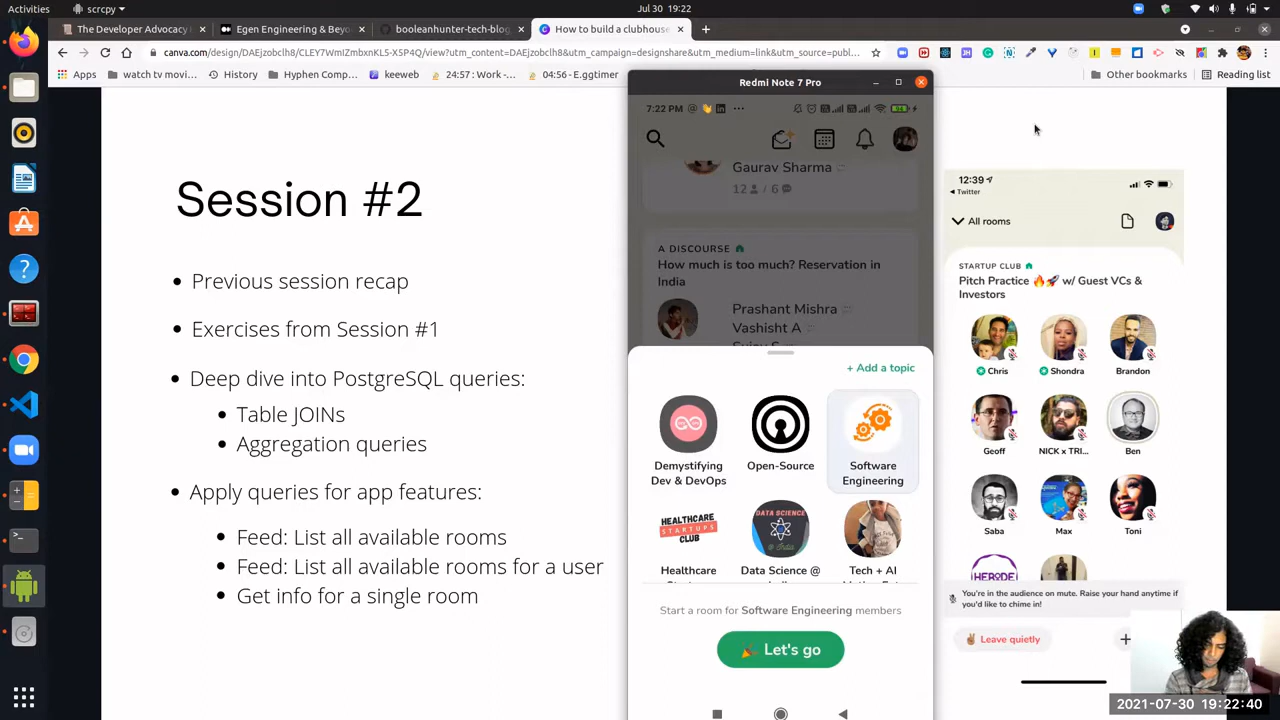 Activities
scrcpy
Jul 30 19:22
The Developer Advocacy H
Egen Engineering & Beyo
booleanhunter-tech-blog
How to build a clubhouse
canva.com/design/DAEjzobclh8/CLEY7WmIZmbxnKL5-X5P4Q/view?utm_content=DAEjzobclh8&utm_campaign=designshare&utm_medium=link&utm_source=publ...
Apps
watch tv movi...
History
Hyphen Comp...
keeweb
24:57 : Work -...
04:56 - E.ggtimer
Other bookmarks
Reading list
Session #2
Previous session recap
Exercises from Session #1
Deep dive into PostgreSQL queries:
Table JOINs
Aggregation queries
Apply queries for app features:
Feed: List all available rooms
Feed: List all available rooms for a user
Get info for a single room
Redmi Note 7 Pro
7:22 PM
Gaurav Sharma
12 / 6
A DISCOURSE
How much is too much? Reservation in
India
Prashant Mishra
Vashisht A
+ Add a topic
Demystifying
Dev & DevOps
Open-Source
Software
Engineering
HEALTHCARE
STARTUPS
CLUB
DATA SCIENCE
@ India
Healthcare
Data Science @
Tech + AI
Start a room for Software Engineering members
🎉 Let's go
12:39
Twitter
All rooms
STARTUP CLUB
Pitch Practice 🔥🚀 w/ Guest VCs &
Investors
Chris
Shondra
Brandon
Geoff
NICK x TRI...
Ben
Saba
Max
Toni
You're in the audience on mute. Raise your hand anytime if
you'd like to chime in!
✌🏽 Leave quietly
2021-07-30 19:22:40